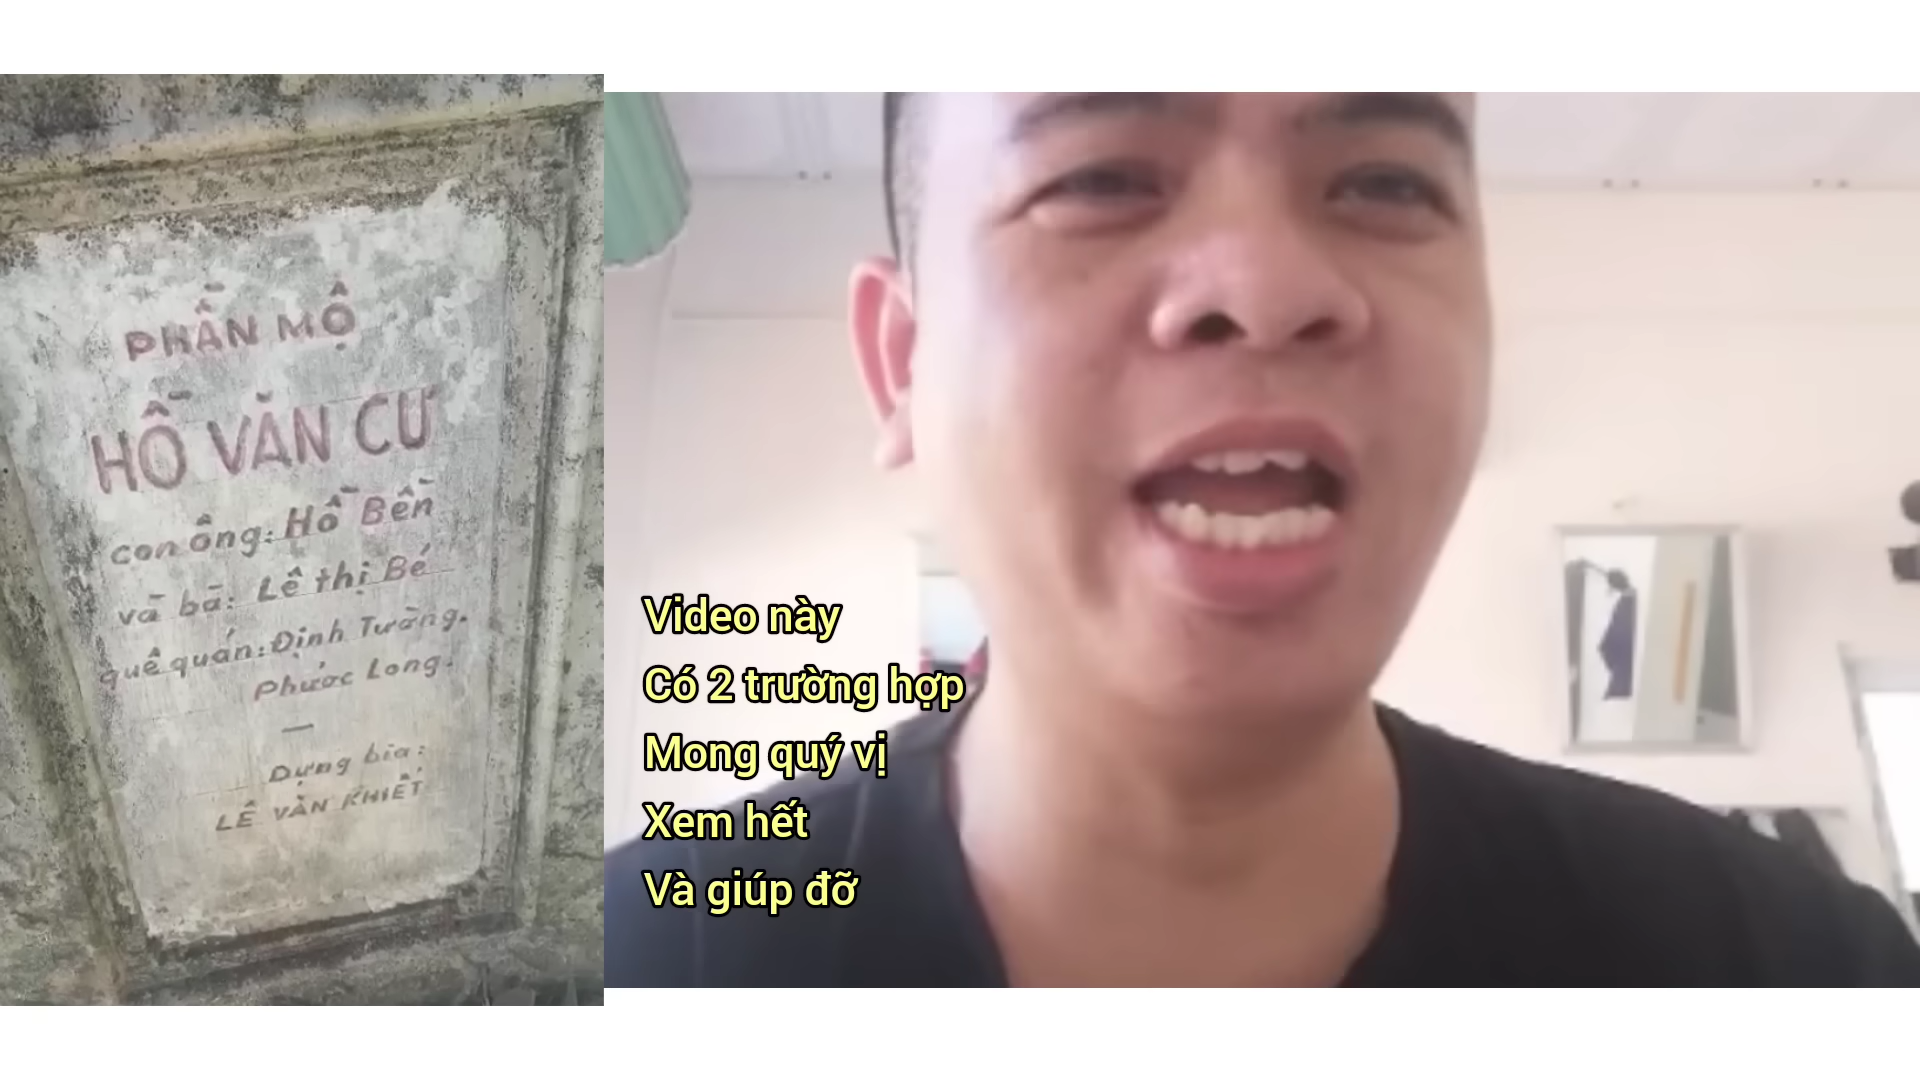 PHẦN MỘ
HỒ VĂN CƯ
con ông: Hồ Bền
và bà: Lê thị Bé
quê quán: Định Tường.
Phước Long.
Dựng bia:
LÊ VĂN KHIẾT
Video này
Có 2 trường hợp
Mong quý vị
Xem hết
Và giúp đỡ